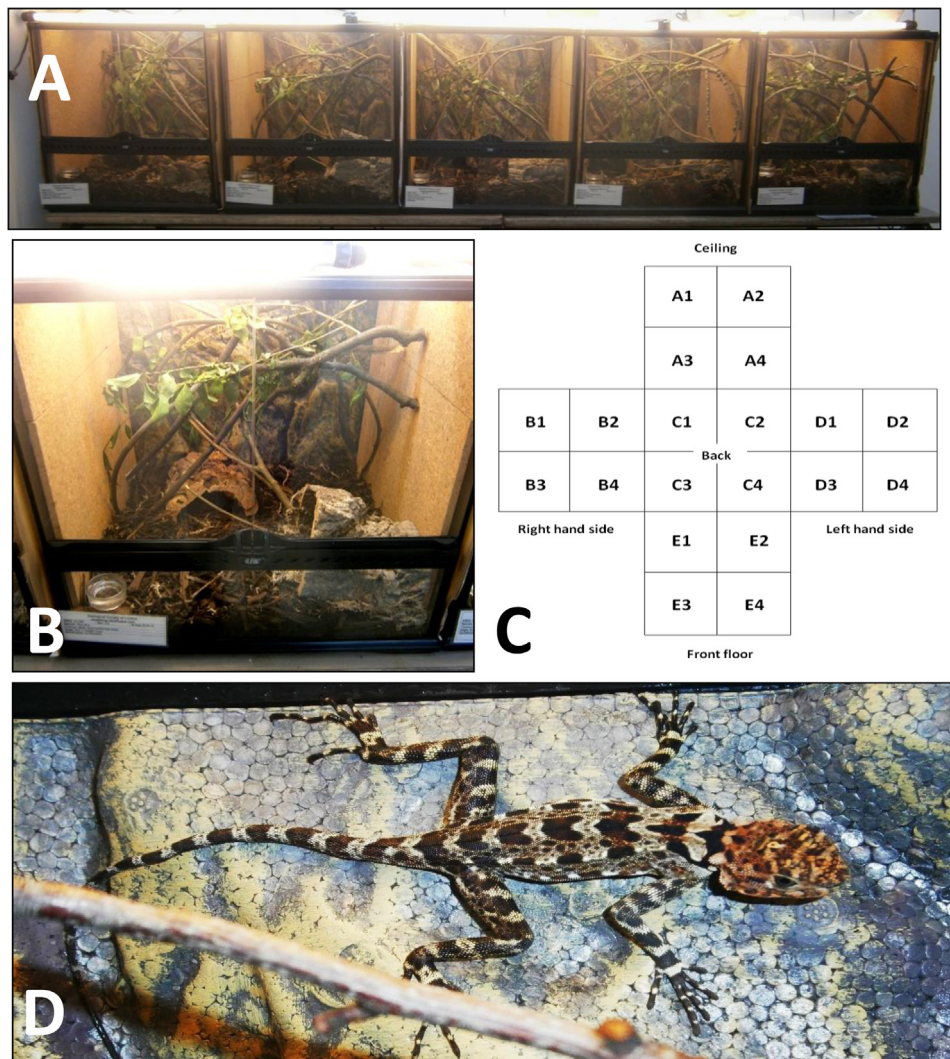 A
B
C
Ceiling
A1 A2
A3 A4
B1 B2 C1 C2 D1 D2
Back
B3 B4 C3 C4 D3 D4
Right hand side Left hand side
E1 E2
E3 E4
Front floor
D